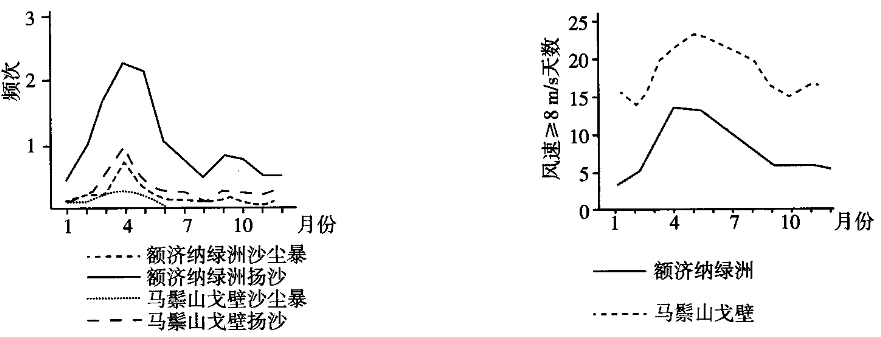 频次
3
2
1
1
4
7
10
月份
额济纳绿洲沙尘暴
额济纳绿洲扬沙
马鬃山戈壁沙尘暴
马鬃山戈壁扬沙
风速≥8 m/s天数
25
20
15
10
5
0
1
4
7
10
月份
额济纳绿洲
马鬃山戈壁